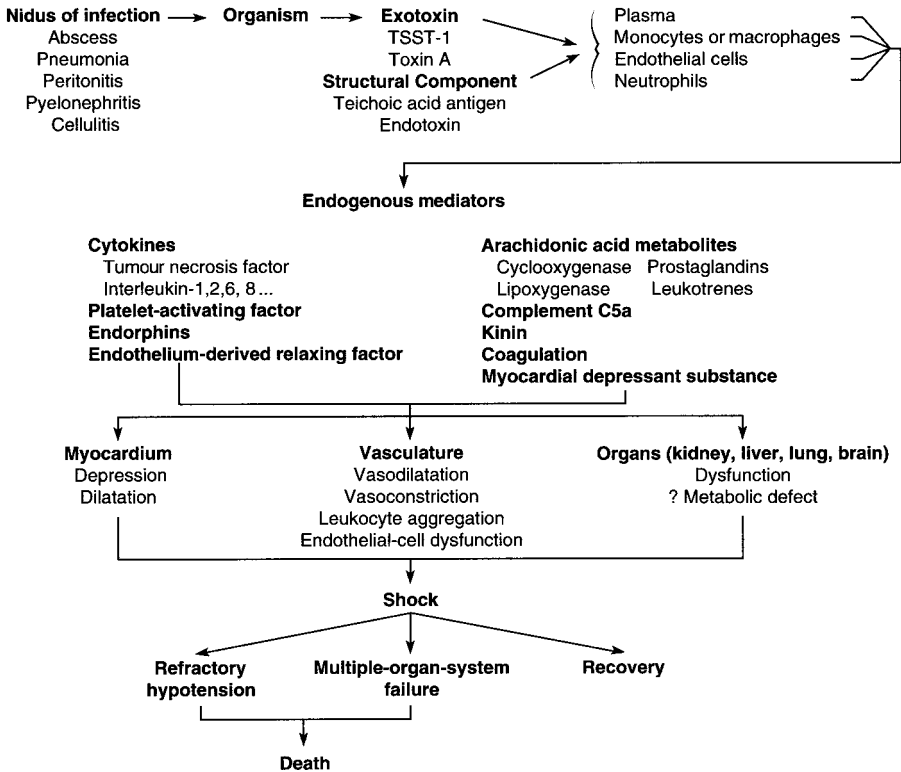 Nidus of infection
Abscess
Pneumonia
Peritonitis
Pyelonephritis
Cellulitis
Organism
Exotoxin
TSST-1
Toxin A
Structural Component
Teichoic acid antigen
Endotoxin
Plasma
Monocytes or macrophages
Endothelial cells
Neutrophils
Endogenous mediators
Cytokines
Tumour necrosis factor
Interleukin-1,2,6, 8 ...
Platelet-activating factor
Endorphins
Endothelium-derived relaxing factor
Arachidonic acid metabolites
Cyclooxygenase Prostaglandins
Lipoxygenase Leukotrenes
Complement C5a
Kinin
Coagulation
Myocardial depressant substance
Myocardium
Depression
Dilatation
Vasculature
Vasodilatation
Vasoconstriction
Leukocyte aggregation
Endothelial-cell dysfunction
Organs (kidney, liver, lung, brain)
Dysfunction
? Metabolic defect
Shock
Refractory
hypotension
Multiple-organ-system
failure
Recovery
Death